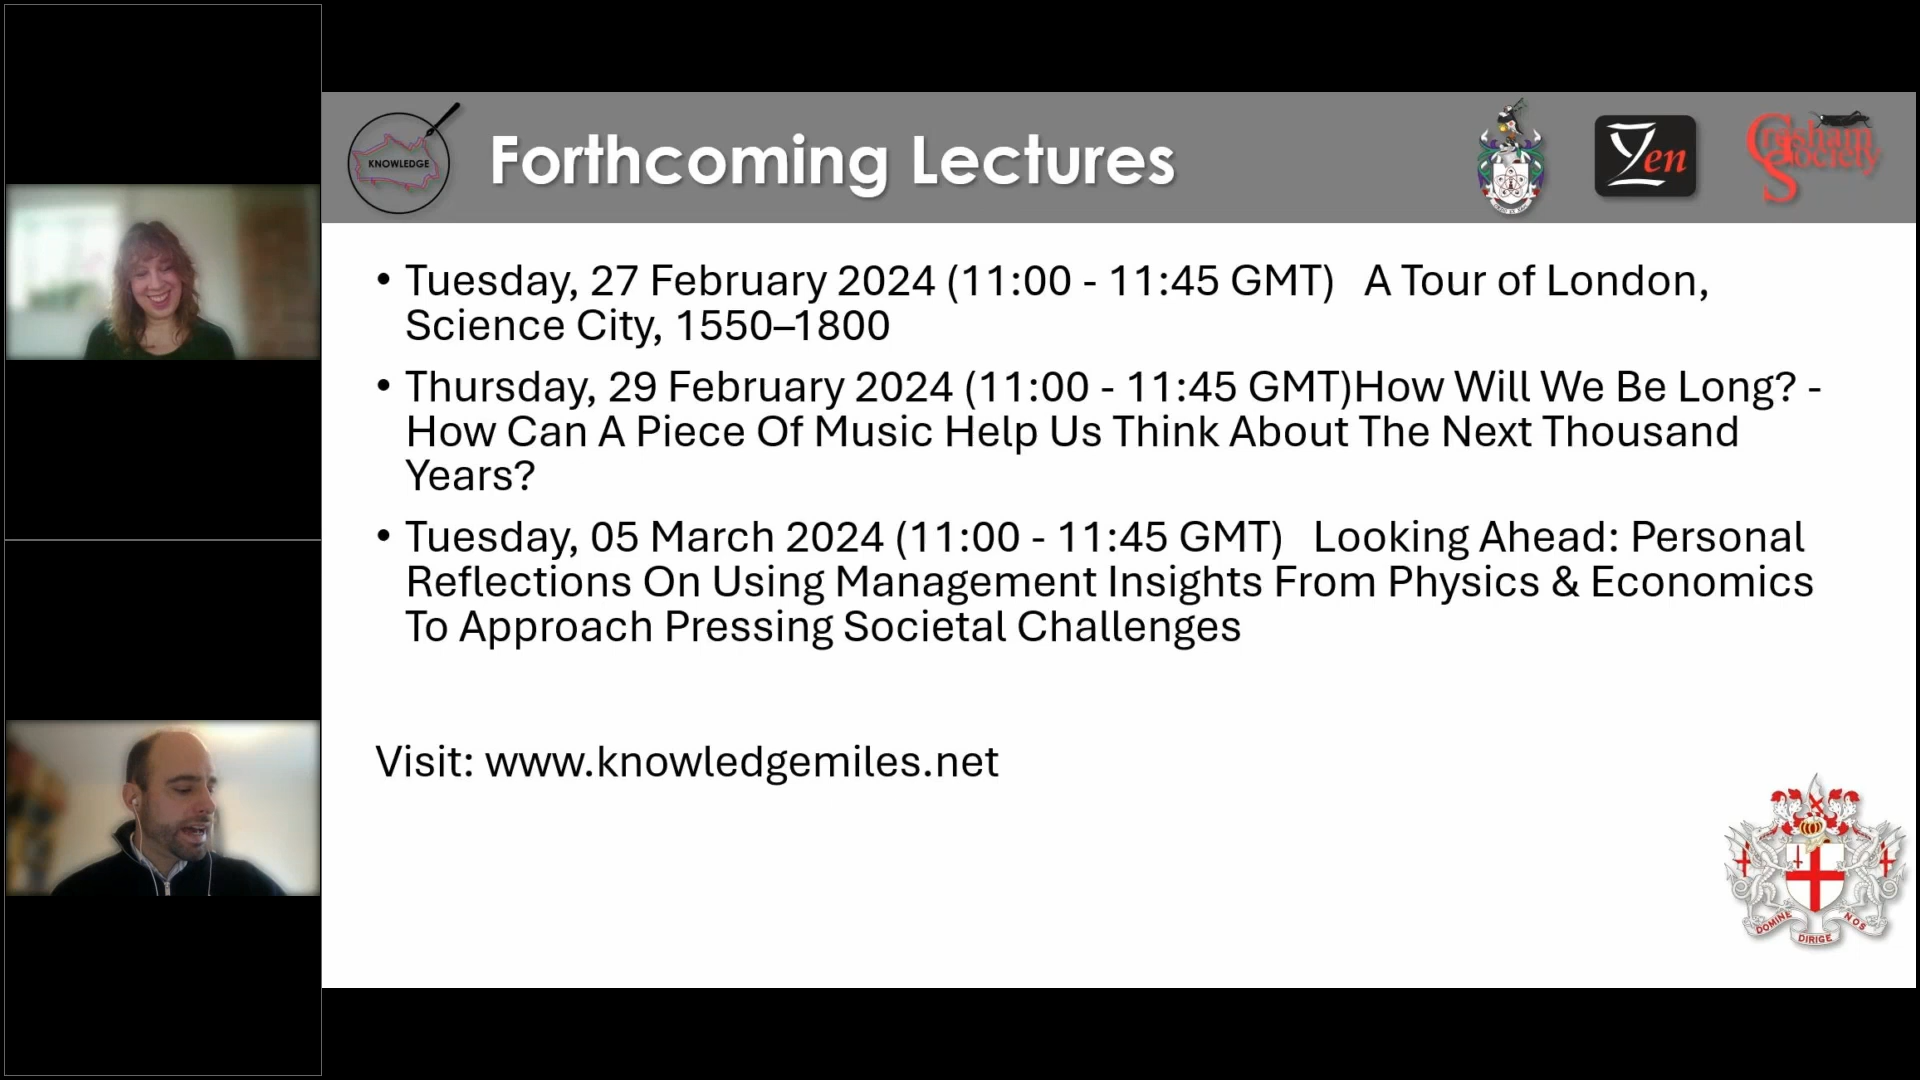 KNOWLEDGE
Forthcoming Lectures
Yen
Gresham
Society
• Tuesday, 27 February 2024 (11:00 - 11:45 GMT)   A Tour of London,
Science City, 1550–1800
• Thursday, 29 February 2024 (11:00 - 11:45 GMT)How Will We Be Long? -
How Can A Piece Of Music Help Us Think About The Next Thousand
Years?
• Tuesday, 05 March 2024 (11:00 - 11:45 GMT)   Looking Ahead: Personal
Reflections On Using Management Insights From Physics & Economics
To Approach Pressing Societal Challenges
Visit: www.knowledgemiles.net
DOMINE DIRIGE NOS